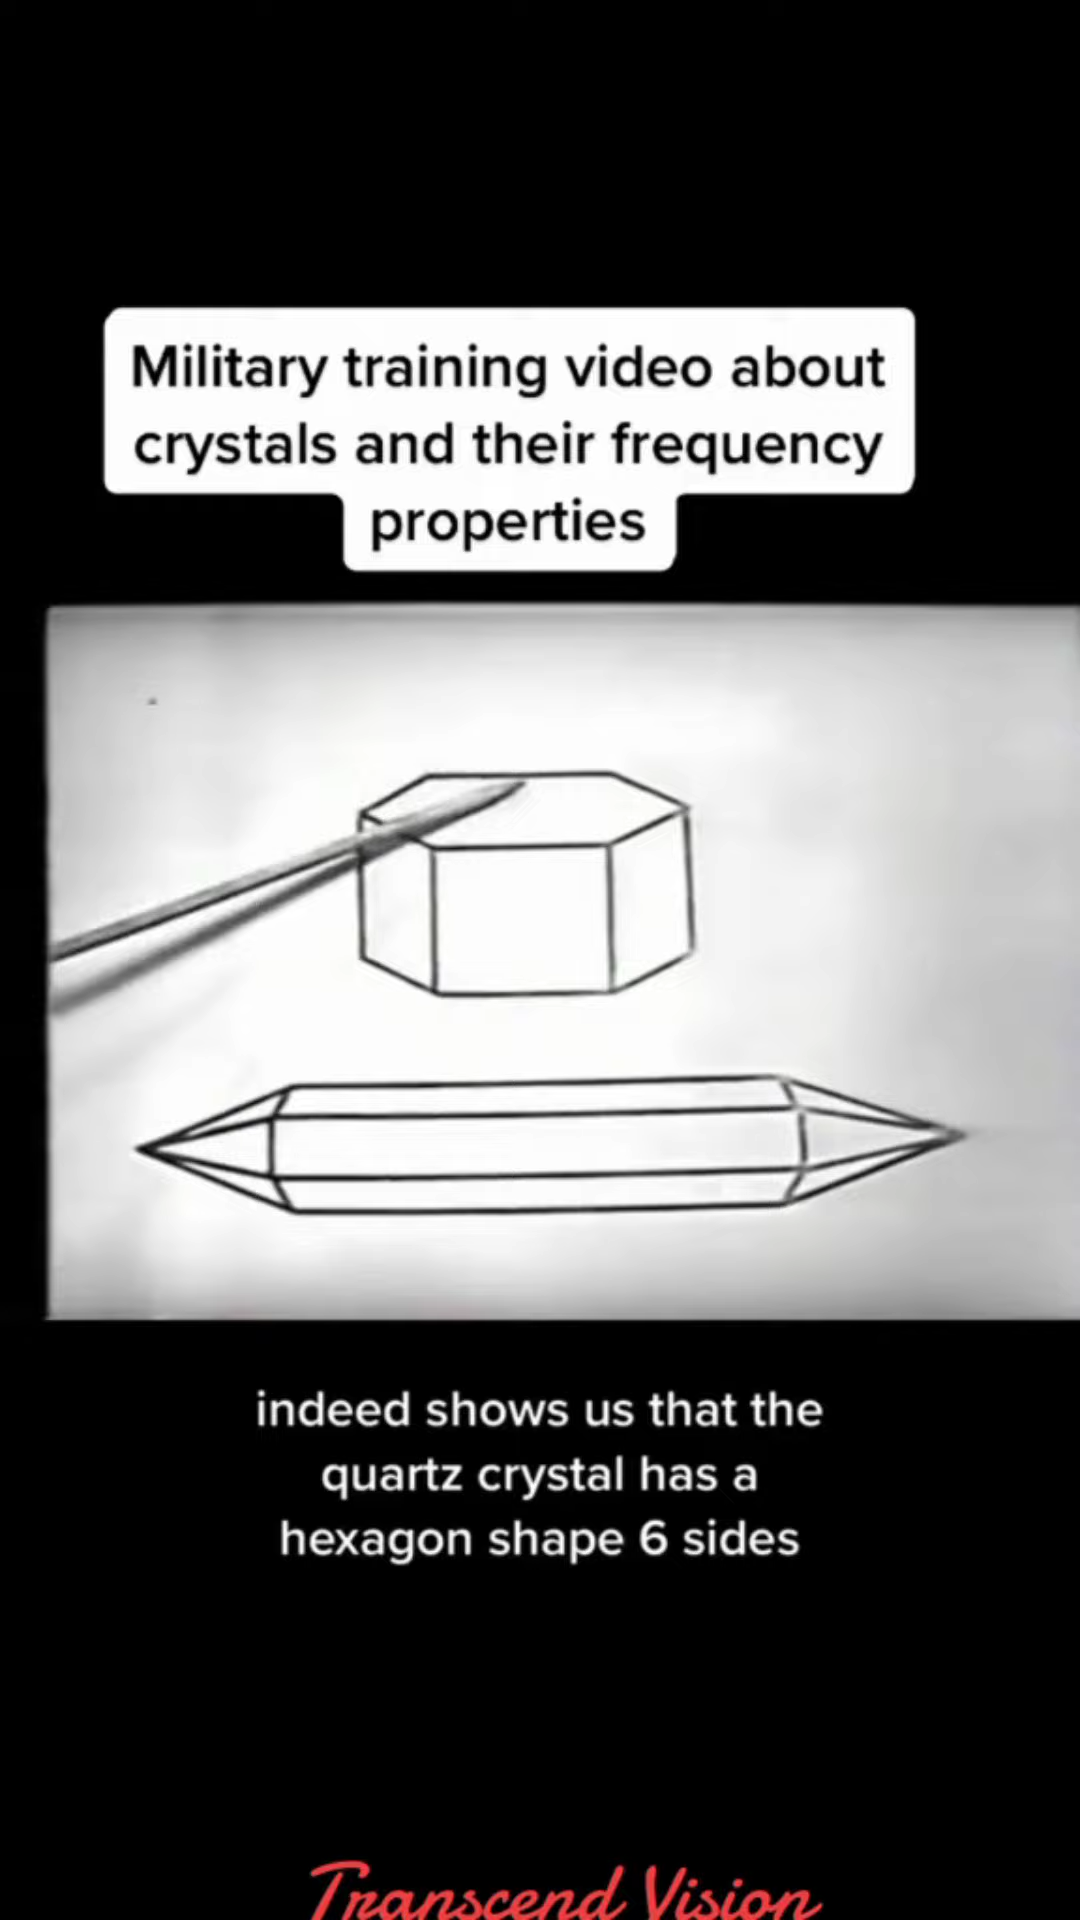 Military training video about
crystals and their frequency
properties
indeed shows us that the
quartz crystal has a
hexagon shape 6 sides
Transcend Vision